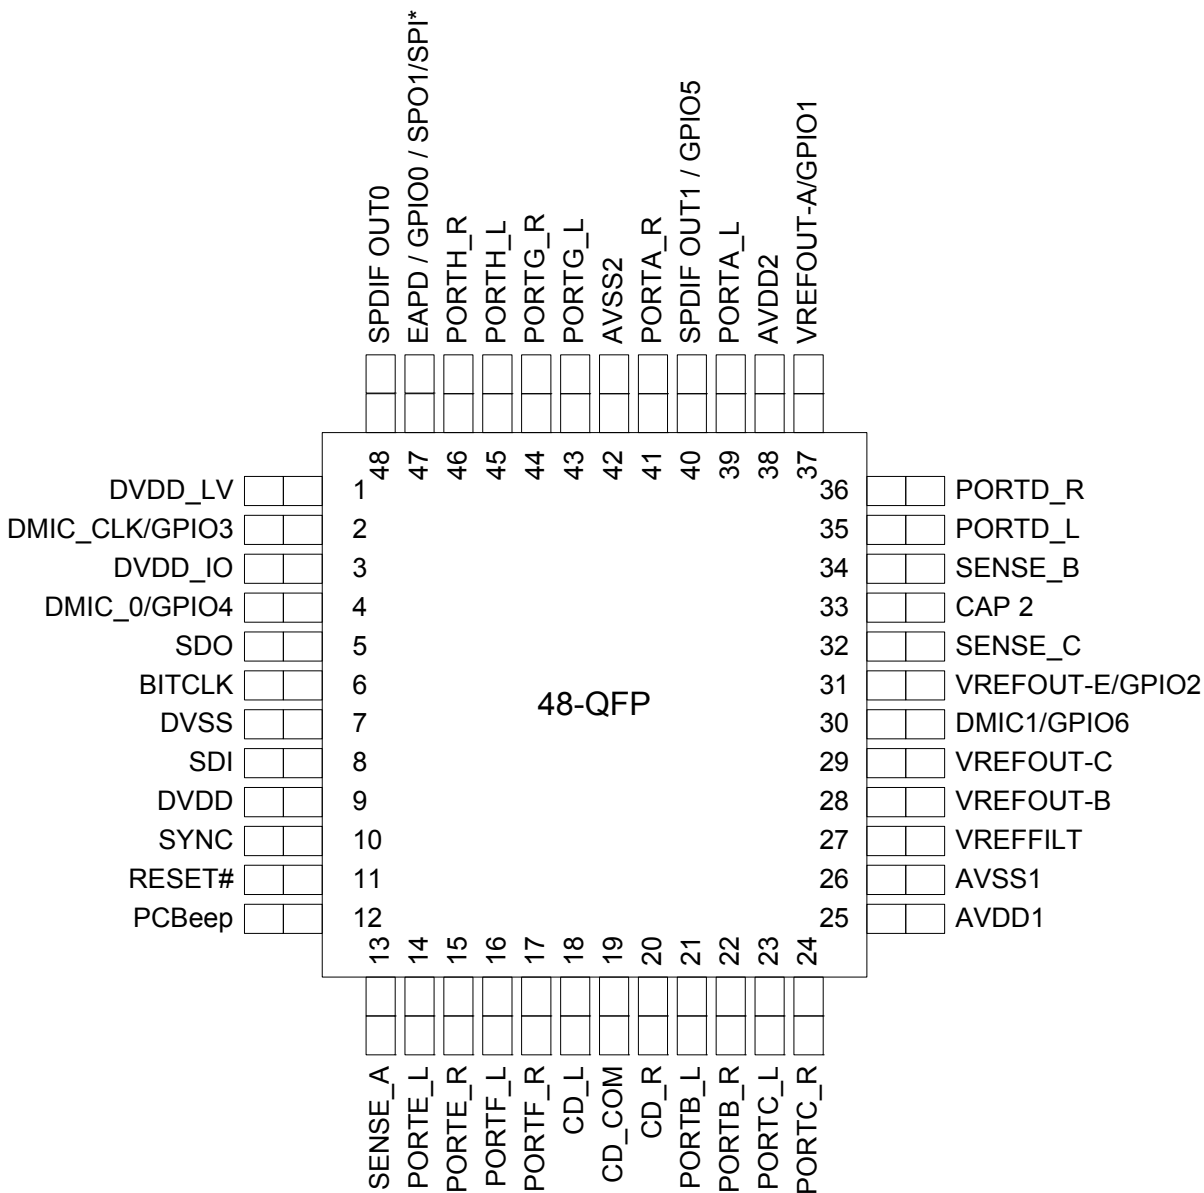 SPDIF OUT0
EAPD / GPIO0 / SPO1/SPI*
PORTH_R
PORTH_L
PORTG_R
PORTG_L
AVSS2
PORTA_R
SPDIF OUT1 / GPIO5
PORTA_L
AVDD2
VREFOUT-A/GPIO1
48
47
46
45
44
43
42
41
40
39
38
37
DVDD_LV 1
DMIC_CLK/GPIO3 2
DVDD_IO 3
DMIC_0/GPIO4 4
SDO 5
BITCLK 6
DVSS 7
SDI 8
DVDD 9
SYNC 10
RESET# 11
PCBeep 12
48-QFP
36 PORTD_R
35 PORTD_L
34 SENSE_B
33 CAP 2
32 SENSE_C
31 VREFOUT-E/GPIO2
30 DMIC1/GPIO6
29 VREFOUT-C
28 VREFOUT-B
27 VREFFILT
26 AVSS1
25 AVDD1
13
14
15
16
17
18
19
20
21
22
23
24
SENSE_A
PORTE_L
PORTE_R
PORTF_L
PORTF_R
CD_L
CD_COM
CD_R
PORTB_L
PORTB_R
PORTC_L
PORTC_R